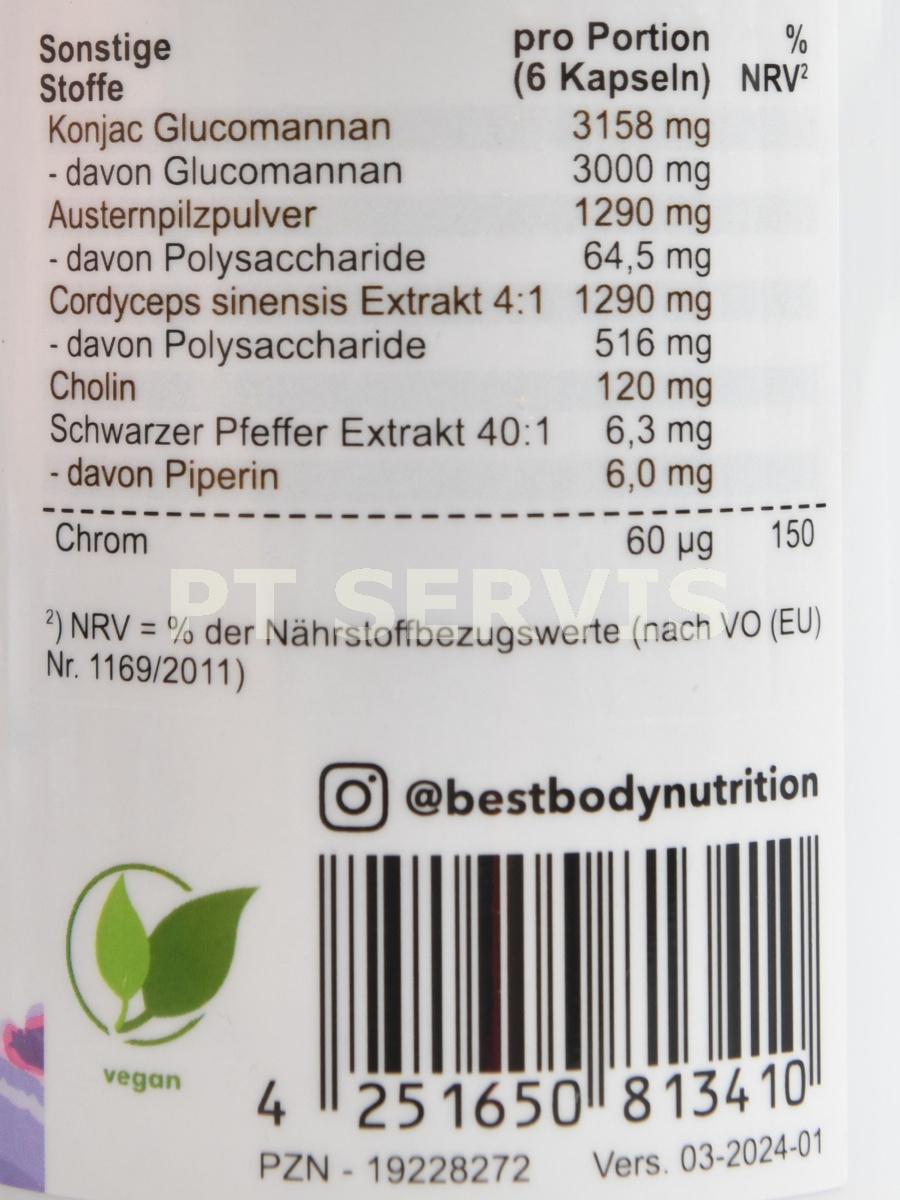 Sonstige Stoffe pro Portion (6 Kapseln) % NRV²
Konjac Glucomannan 3158 mg
- davon Glucomannan 3000 mg
Austernpilzpulver 1290 mg
- davon Polysaccharide 64,5 mg
Cordyceps sinensis Extrakt 4:1 1290 mg
- davon Polysaccharide 516 mg
Cholin 120 mg
Schwarzer Pfeffer Extrakt 40:1 6,3 mg
- davon Piperin 6,0 mg
Chrom 60 µg 150
PT SERVIS
²) NRV = % der Nährstoffbezugswerte (nach VO (EU)
Nr. 1169/2011)
@bestbodynutrition
vegan
4 251650 813410
PZN - 19228272 Vers. 03-2024-01